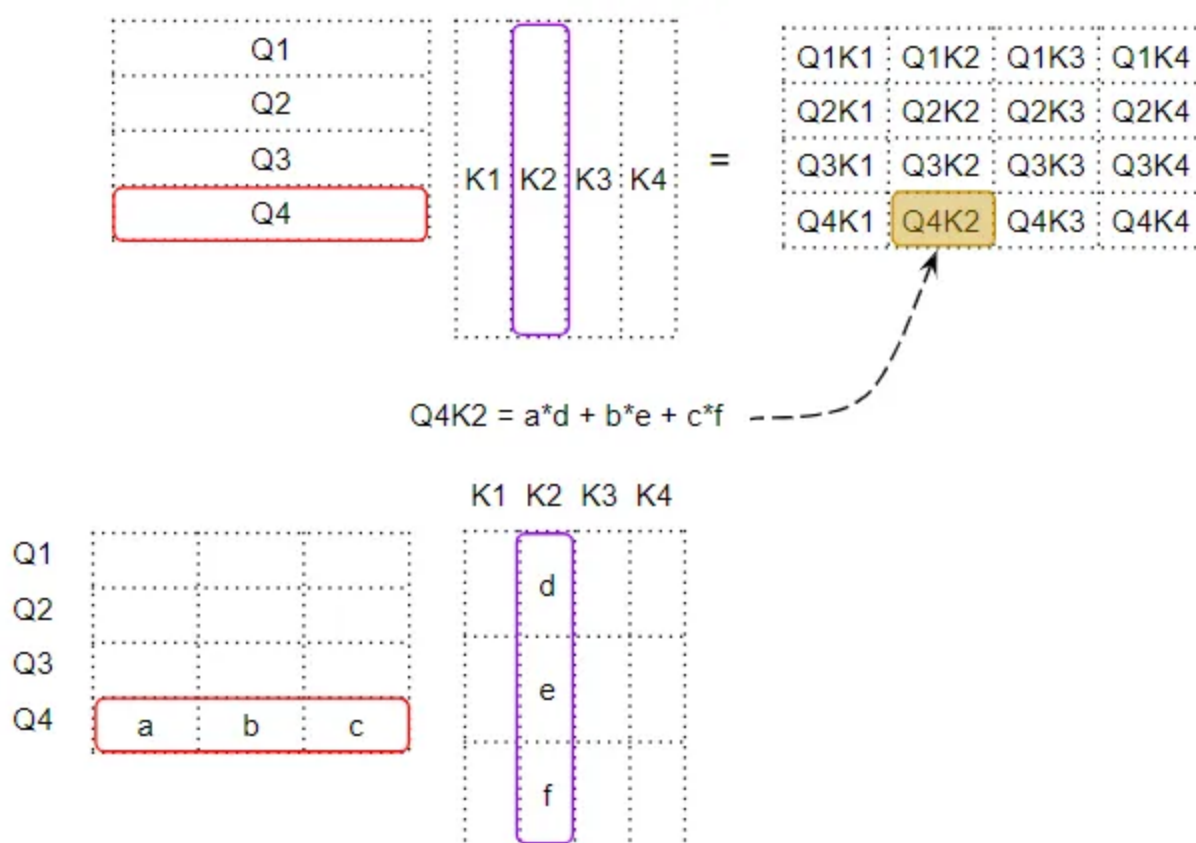 Q1
Q2
Q3
Q4
K1 K2 K3 K4
=
Q1K1 Q1K2 Q1K3 Q1K4
Q2K1 Q2K2 Q2K3 Q2K4
Q3K1 Q3K2 Q3K3 Q3K4
Q4K1 Q4K2 Q4K3 Q4K4
Q4K2 = a*d + b*e + c*f
Q1
Q2
Q3
Q4 a b c
K1 K2 K3 K4
d
e
f